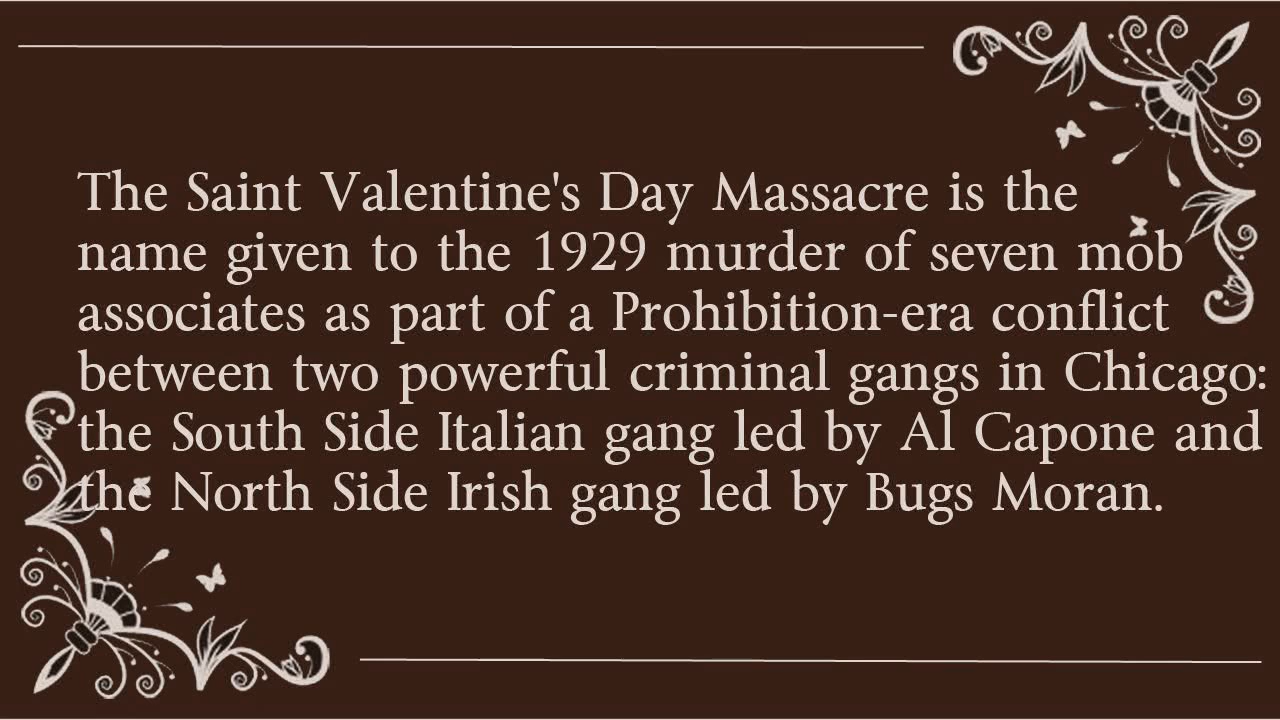 The Saint Valentine's Day Massacre is the
name given to the 1929 murder of seven mob
associates as part of a Prohibition-era conflict
between two powerful criminal gangs in Chicago:
the South Side Italian gang led by Al Capone and
the North Side Irish gang led by Bugs Moran.